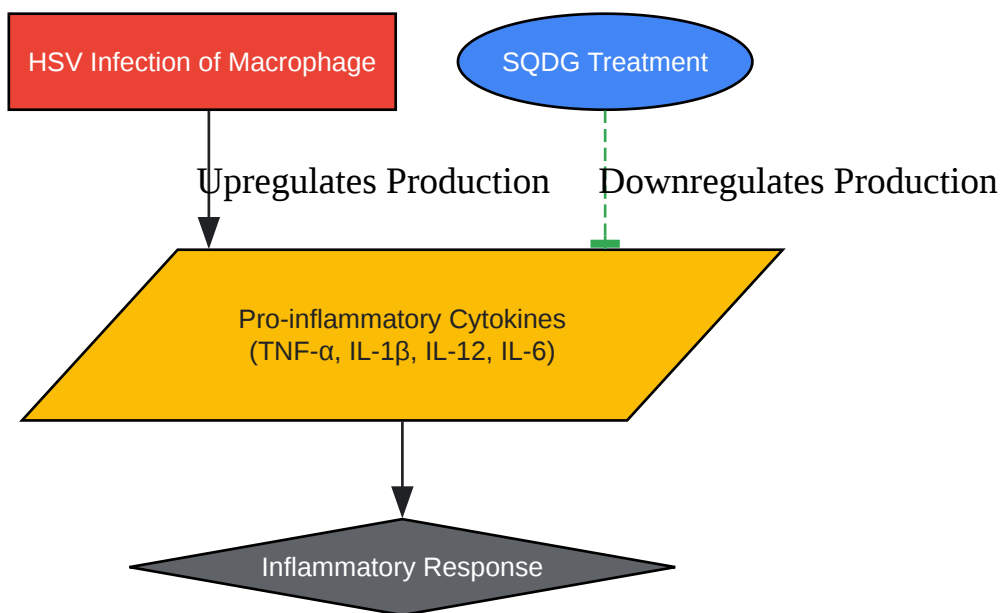 HSV Infection of Macrophage
SQDG Treatment
Upregulates Production
Downregulates Production
Pro-inflammatory Cytokines
(TNF-α, IL-1β, IL-12, IL-6)
Inflammatory Response